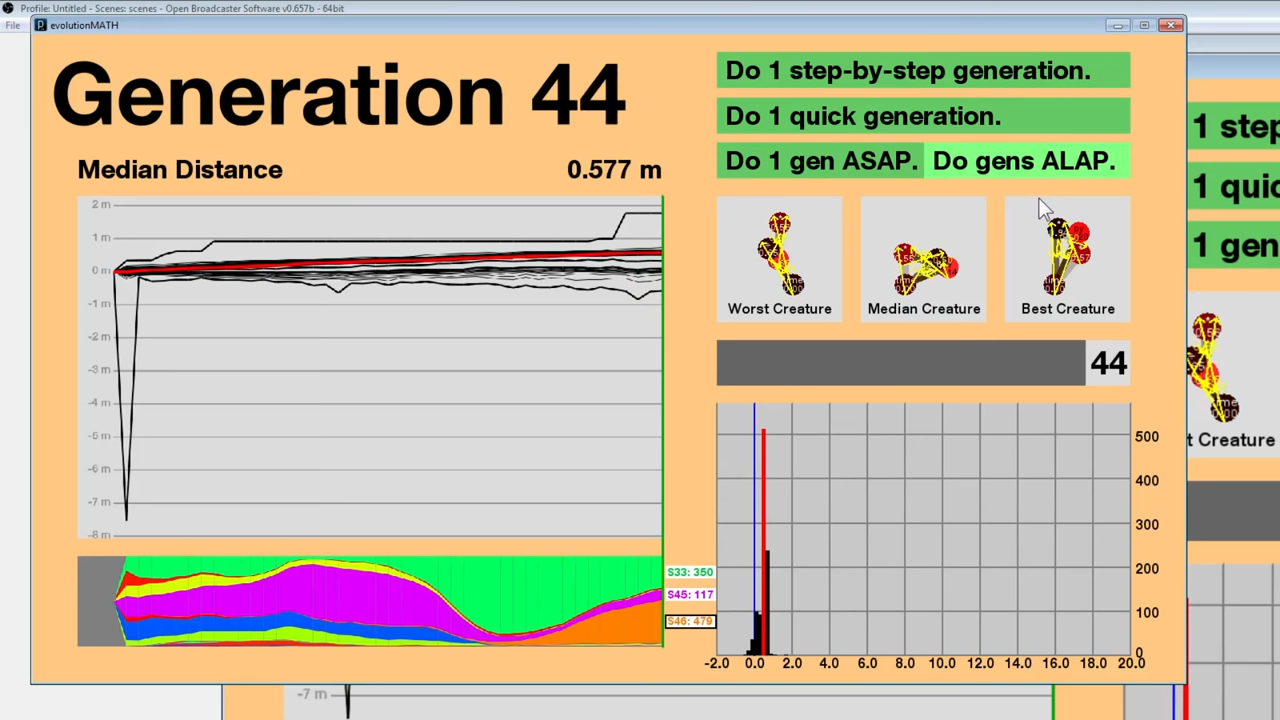 Profile: Untitled - Scenes: scenes - Open Broadcaster Software v0.657b - 64bit
File
evolutionMATH
Generation 44
Do 1 step-by-step generation.
Do 1 quick generation.
Do 1 gen ASAP.
Do gens ALAP.
Median Distance
0.577 m
2 m
1 m
0 m
-1 m
-2 m
-3 m
-4 m
-5 m
-6 m
-7 m
-8 m
Worst Creature
Median Creature
Best Creature
44
500
400
300
200
100
0
-2.0 0.0 2.0 4.0 6.0 8.0 10.0 12.0 14.0 16.0 18.0 20.0
S33: 350
S45: 117
S46: 479
1 step
1 quic
1 gen
t Creature
-7 m